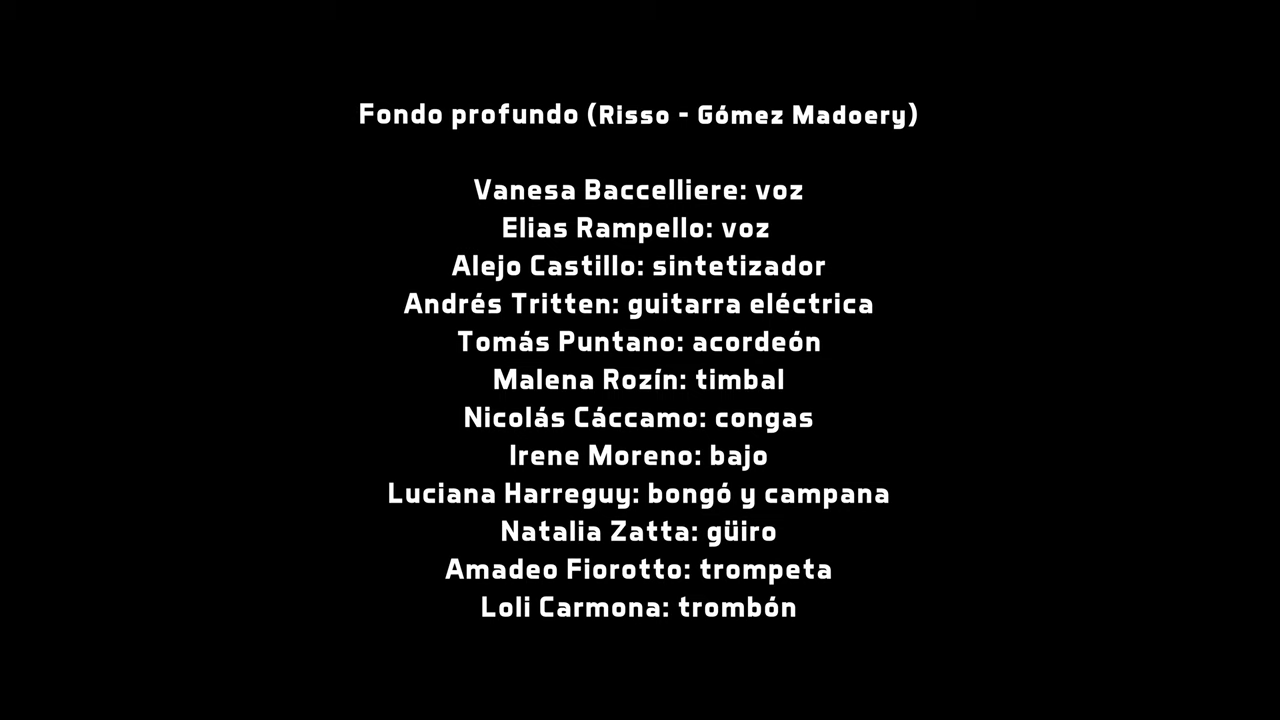 Fondo profundo (Risso - Gómez Madoery)
Vanesa Baccelliere: voz
Elias Rampello: voz
Alejo Castillo: sintetizador
Andrés Tritten: guitarra eléctrica
Tomás Puntano: acordeón
Malena Rozín: timbal
Nicolás Cáccamo: congas
Irene Moreno: bajo
Luciana Harreguy: bongó y campana
Natalia Zatta: güiro
Amadeo Fiorotto: trompeta
Loli Carmona: trombón